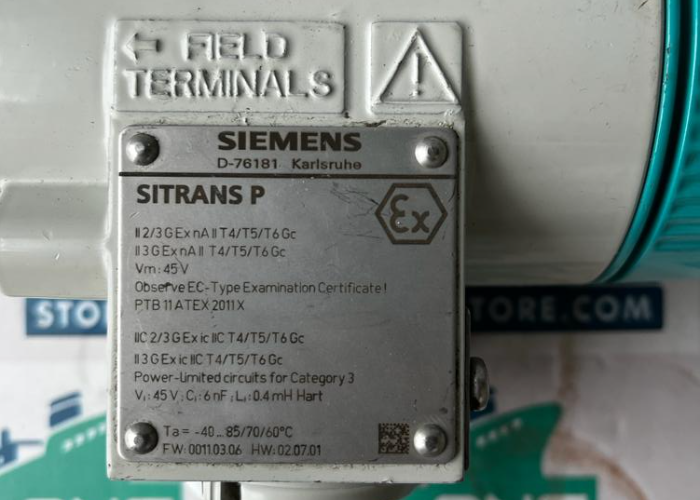 ← FIELD
TERMINALS
SIEMENS
D-76181 Karlsruhe
SITRANS P
Ex
II 2/3 G Ex nA II T4/T5/T6 Gc
II 3 G Ex nA II T4/T5/T6 Gc
Vm: 45 V
Observe EC-Type Examination Certificate!
PTB 11 ATEX 2011 X
IIC 2/3 G Ex ic IIC T4/T5/T6 Gc
II 3 G Ex ic IIC T4/T5/T6 Gc
Power-limited circuits for Category 3
Vᵢ: 45 V; Cᵢ: 6 nF; Lᵢ: 0.4 mH Hart
Ta = -40...85/70/60°C
FW: 0011.03.06 HW: 02.07.01
STORE.COM